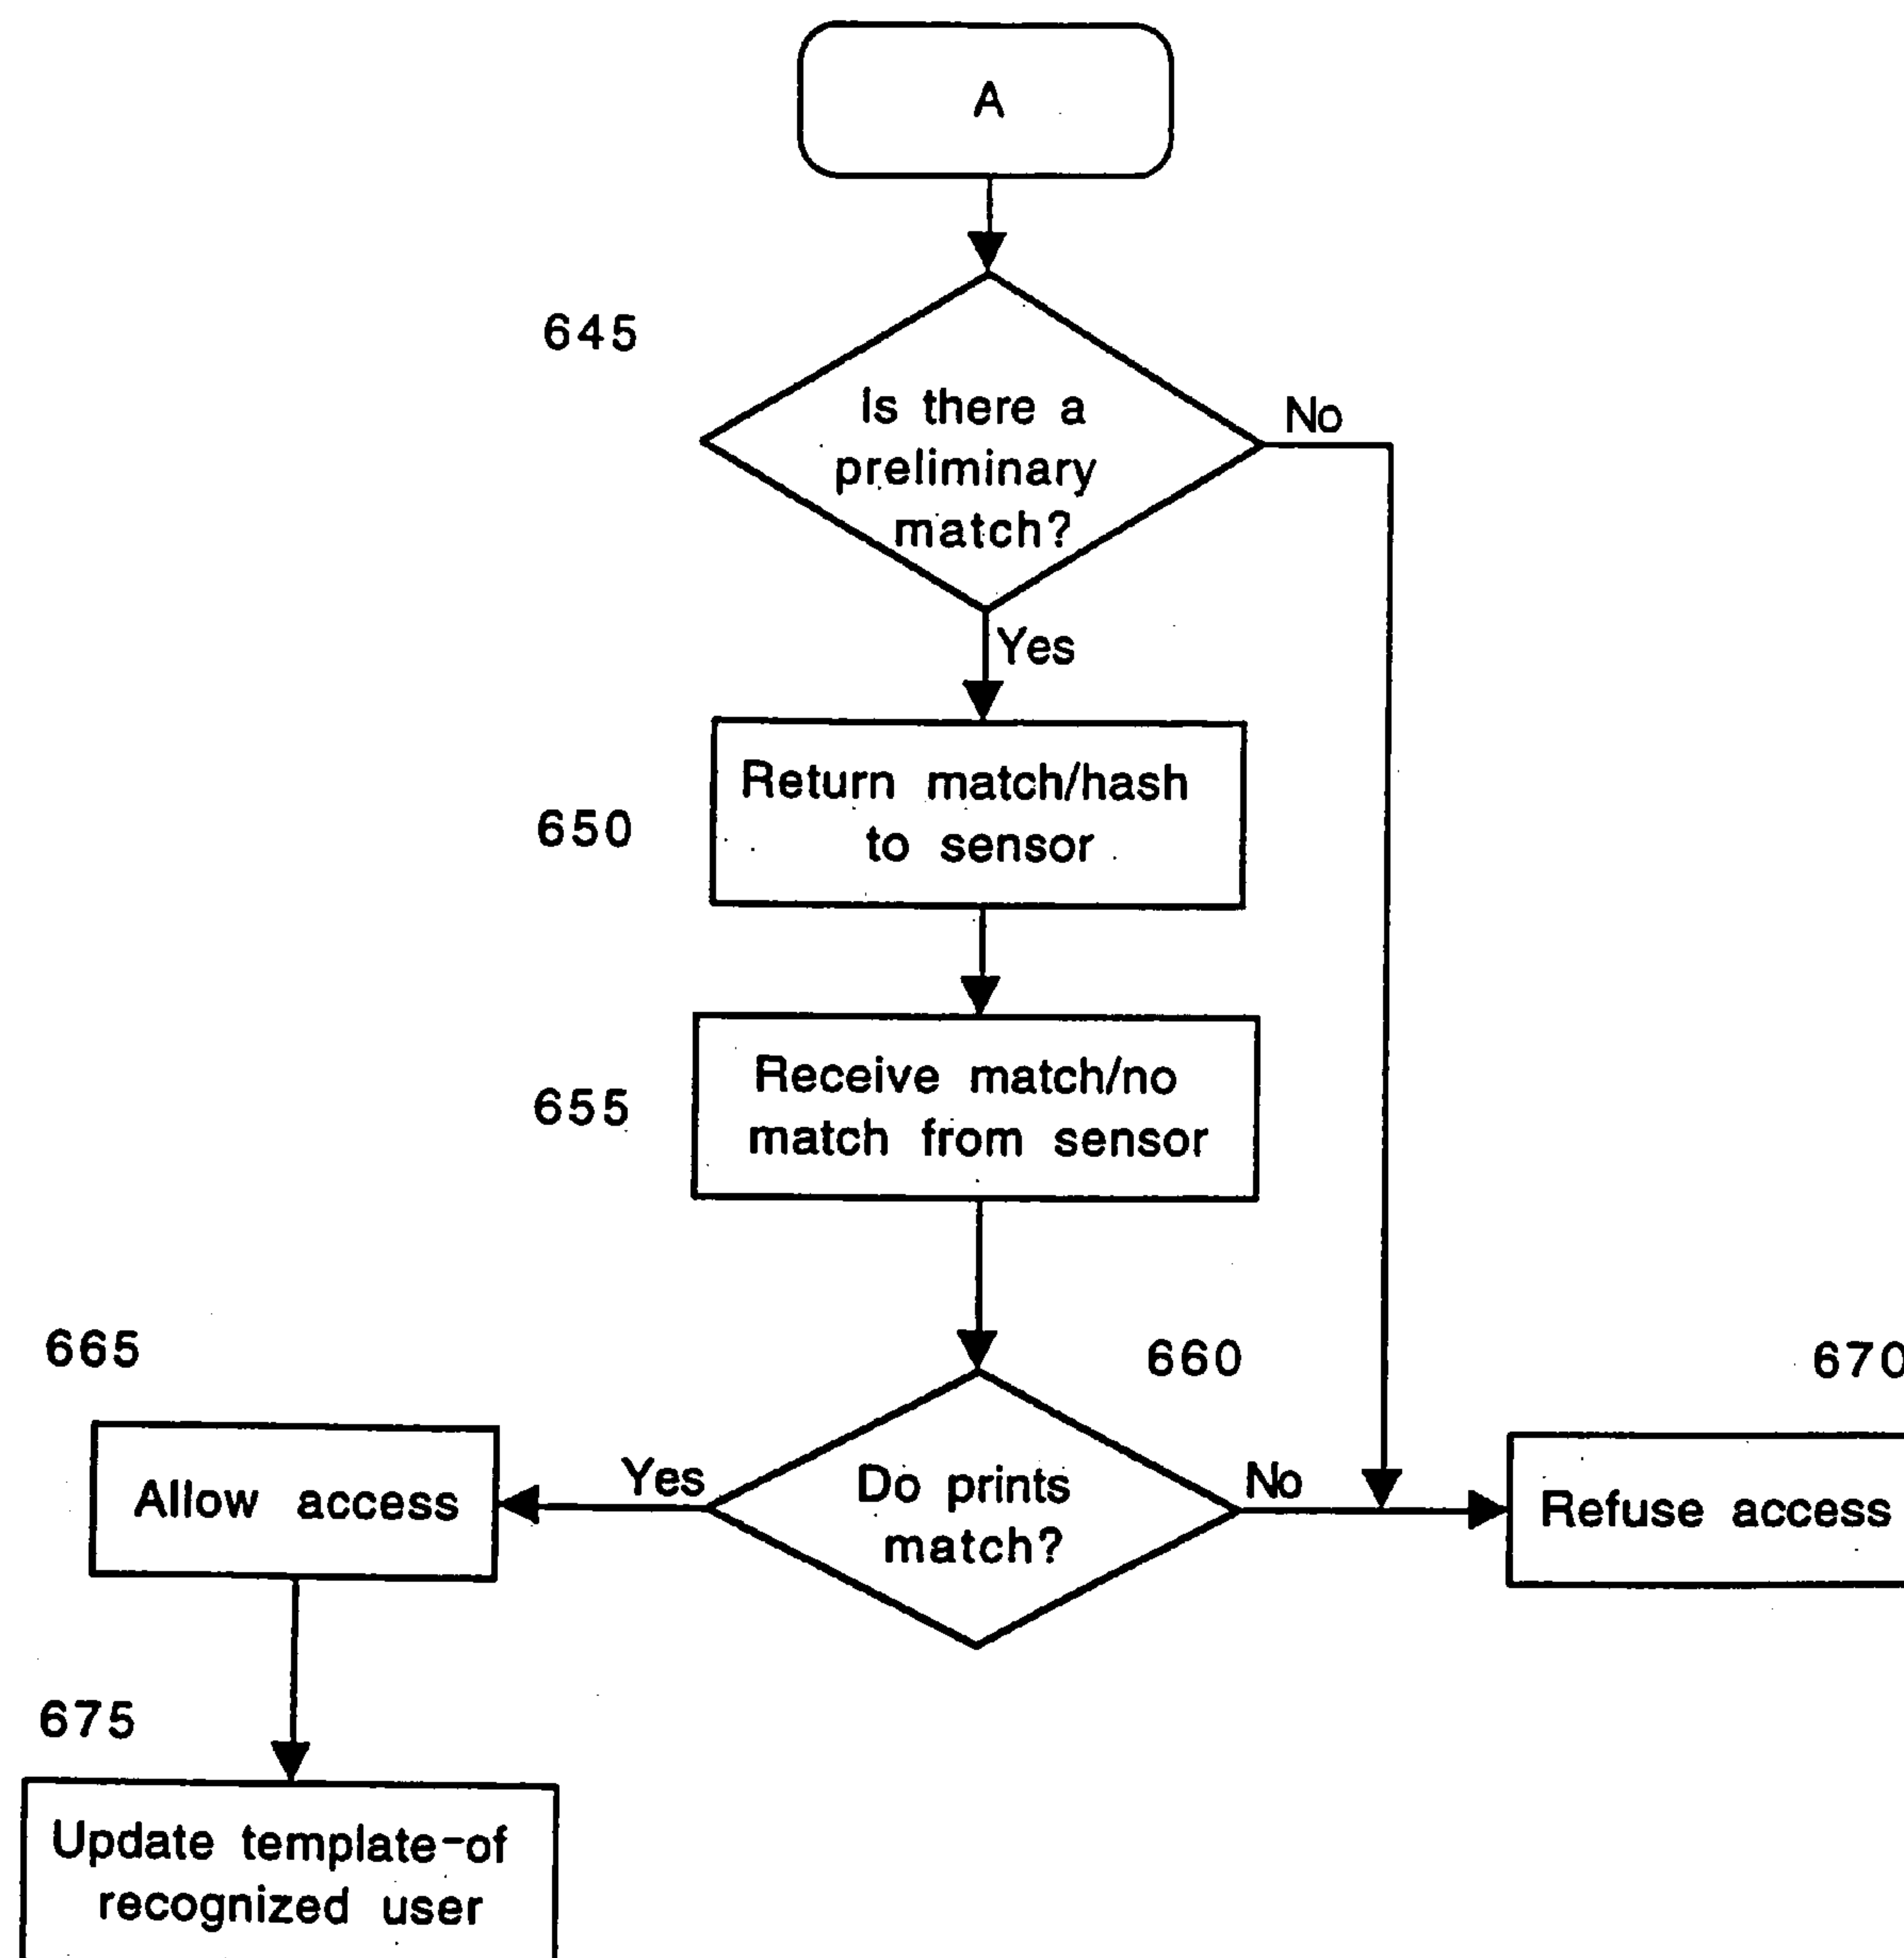 A
645
Is there a
preliminary
match?
No
Yes
650
Return match/hash
to sensor
655
Receive match/no
match from sensor
665
660
670
Allow access
Yes
Do prints
match?
No
Refuse access
675
Update template-of
recognized user